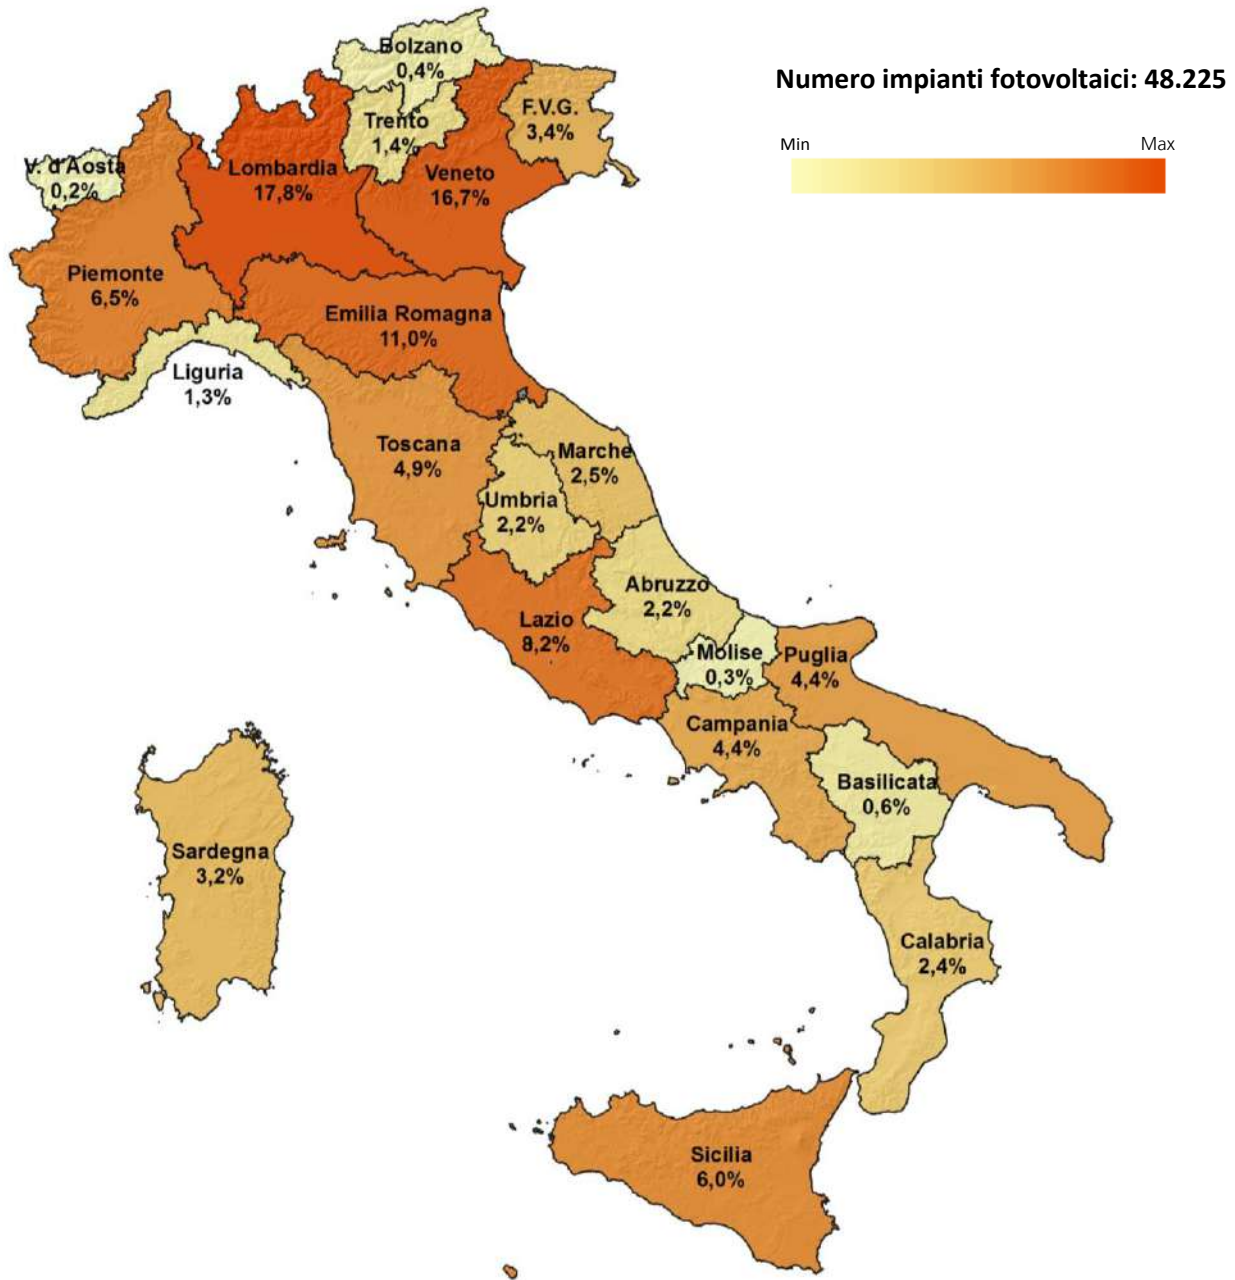 Numero impianti fotovoltaici: 48.225
Min
Max
Bolzano
0,4%
Trento
1,4%
F.V.G.
3,4%
V. d'Aosta
0,2%
Lombardia
17,8%
Veneto
16,7%
Piemonte
6,5%
Emilia Romagna
11,0%
Liguria
1,3%
Toscana
4,9%
Marche
2,5%
Umbria
2,2%
Abruzzo
2,2%
Lazio
8,2%
Molise
0,3%
Puglia
4,4%
Campania
4,4%
Basilicata
0,6%
Sardegna
3,2%
Calabria
2,4%
Sicilia
6,0%